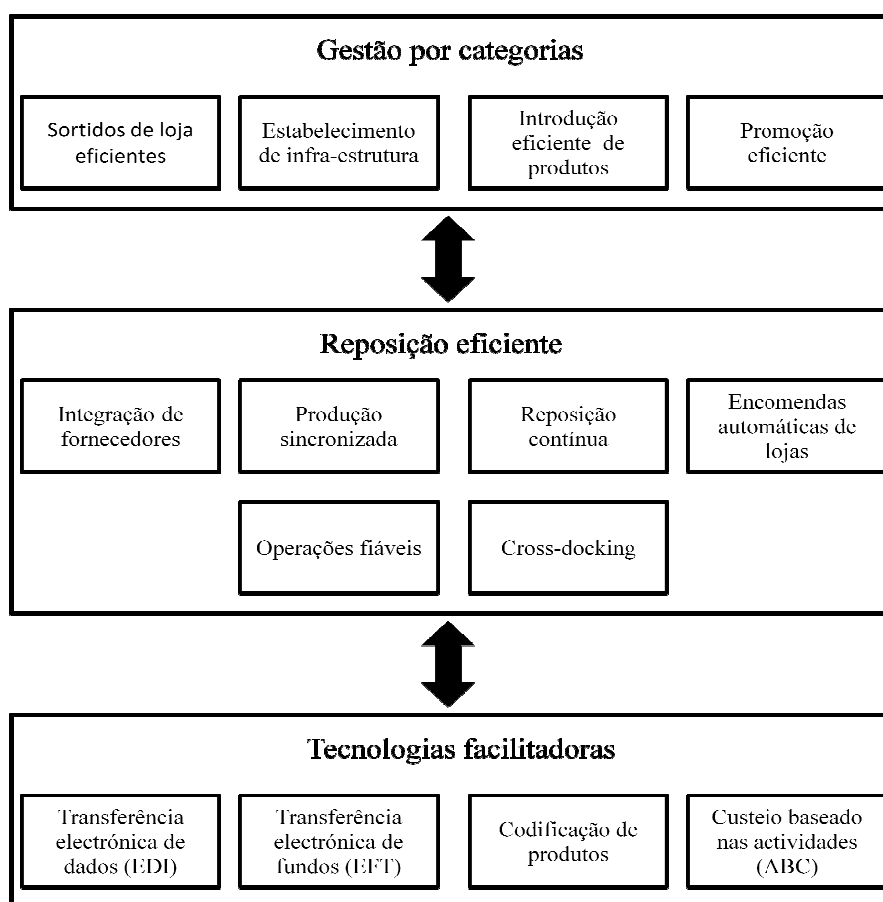 Gestão por categorias
Sortidos de loja
eficientes
Estabelecimento
de infra-estrutura
Introdução
eficiente de
produtos
Promoção
eficiente
Reposição eficiente
Integração de
fornecedores
Produção
sincronizada
Reposição
contínua
Encomendas
automáticas de
lojas
Operações fiáveis
Cross-docking
Tecnologias facilitadoras
Transferência
electrónica de
dados (EDI)
Transferência
electrónica de
fundos (EFT)
Codificação de
produtos
Custeio baseado
nas actividades
(ABC)